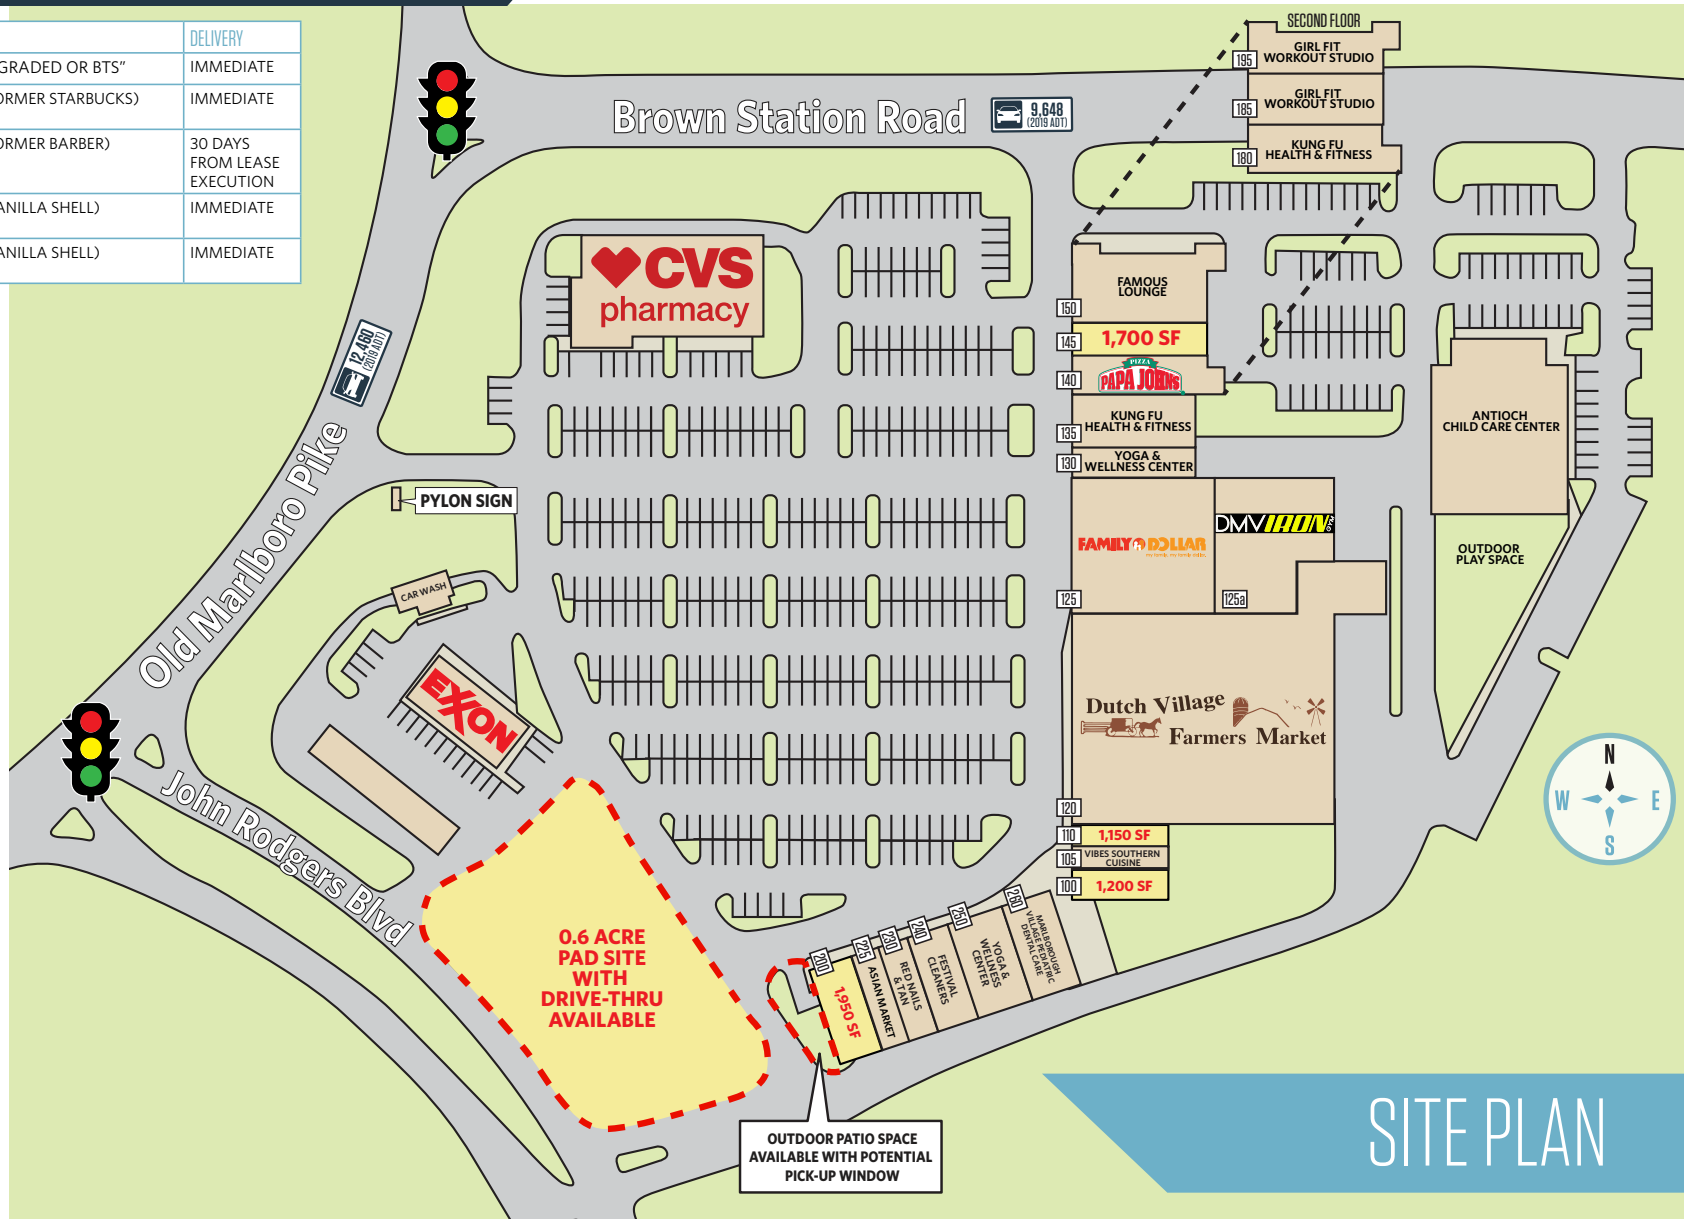 DELIVERY
GRADED OR BTS"
IMMEDIATE
ORMER STARBUCKS)
IMMEDIATE
ORMER BARBER)
30 DAYS
FROM LEASE
EXECUTION
ANILLA SHELL)
IMMEDIATE
ANILLA SHELL)
IMMEDIATE
Brown Station Road
9,648
(2019 ADT)
SECOND FLOOR
195
GIRL FIT
WORKOUT STUDIO
185
GIRL FIT
WORKOUT STUDIO
180
KUNG FU
HEALTH & FITNESS
CVS
pharmacy
12,460
(2019 ADT)
Old Marlboro Pike
PYLON SIGN
CAR WASH
EXXON
John Rodgers Blvd
150
FAMOUS
LOUNGE
145
1,700 SF
140
PIZZA
PAPA JOHNS
135
KUNG FU
HEALTH & FITNESS
130
YOGA &
WELLNESS CENTER
FAMILY DOLLAR
125
DMVIRON
125a
ANTIOCH
CHILD CARE CENTER
OUTDOOR
PLAY SPACE
Dutch Village
Farmers Market
120
110
1,150 SF
105
VIBES SOUTHERN
CUISINE
100
1,200 SF
N
W
E
S
0.6 ACRE
PAD SITE
WITH
DRIVE-THRU
AVAILABLE
200
1,950 SF
225
ASIAN MARKET
230
RED NAILS
& TAN
240
FESTIVAL
CLEANERS
250
YOGA &
WELLNESS
CENTER
260
MARLBOROUGH
VILLAGE PEDIATRIC
DENTAL CARE
OUTDOOR PATIO SPACE
AVAILABLE WITH POTENTIAL
PICK-UP WINDOW
SITE PLAN